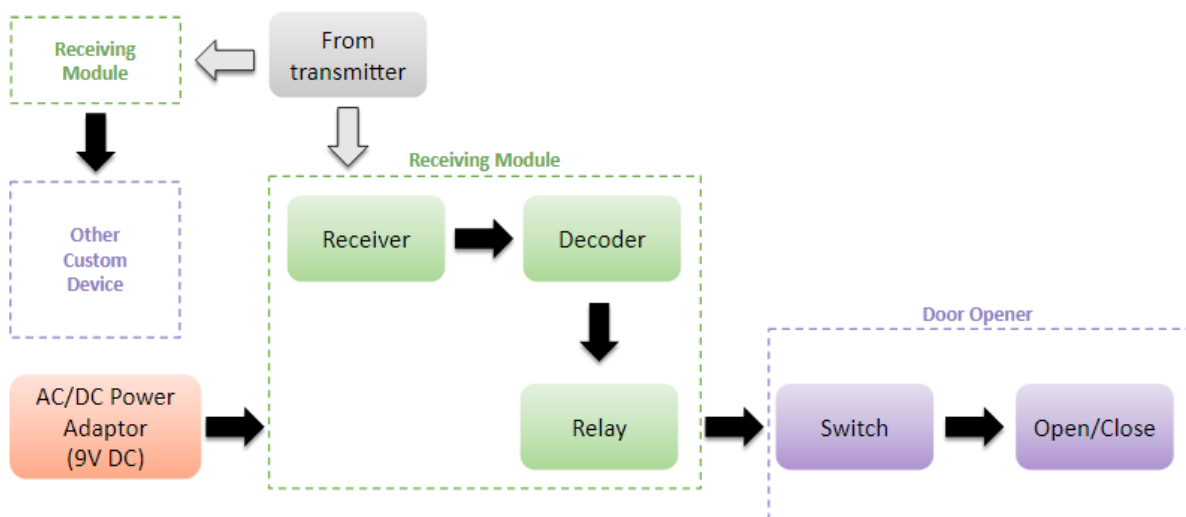 Receiving
Module
From
transmitter
Receiving Module
Other
Custom
Device
Receiver
Decoder
Door Opener
AC/DC Power
Adaptor
(9V DC)
Relay
Switch
Open/Close